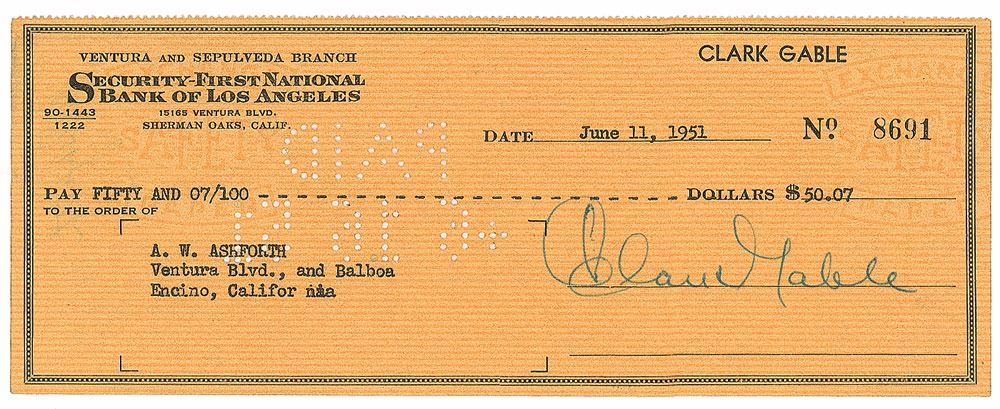 VENTURA AND SEPULVEDA BRANCH
SECURITY-FIRST NATIONAL
BANK OF LOS ANGELES
90-1443
1222
15165 VENTURA BLVD.
SHERMAN OAKS, CALIF.
CLARK GABLE
DATE June 11, 1951
Nº 8691
PAY FIFTY AND 07/100 - - - - - - - - - - - - - - - - - - - - - - - - - - - DOLLARS $50.07
TO THE ORDER OF
A. W. ASHFORTH
Ventura Blvd., and Balboa
Encino, Califor nia
Clark Gable
PAID